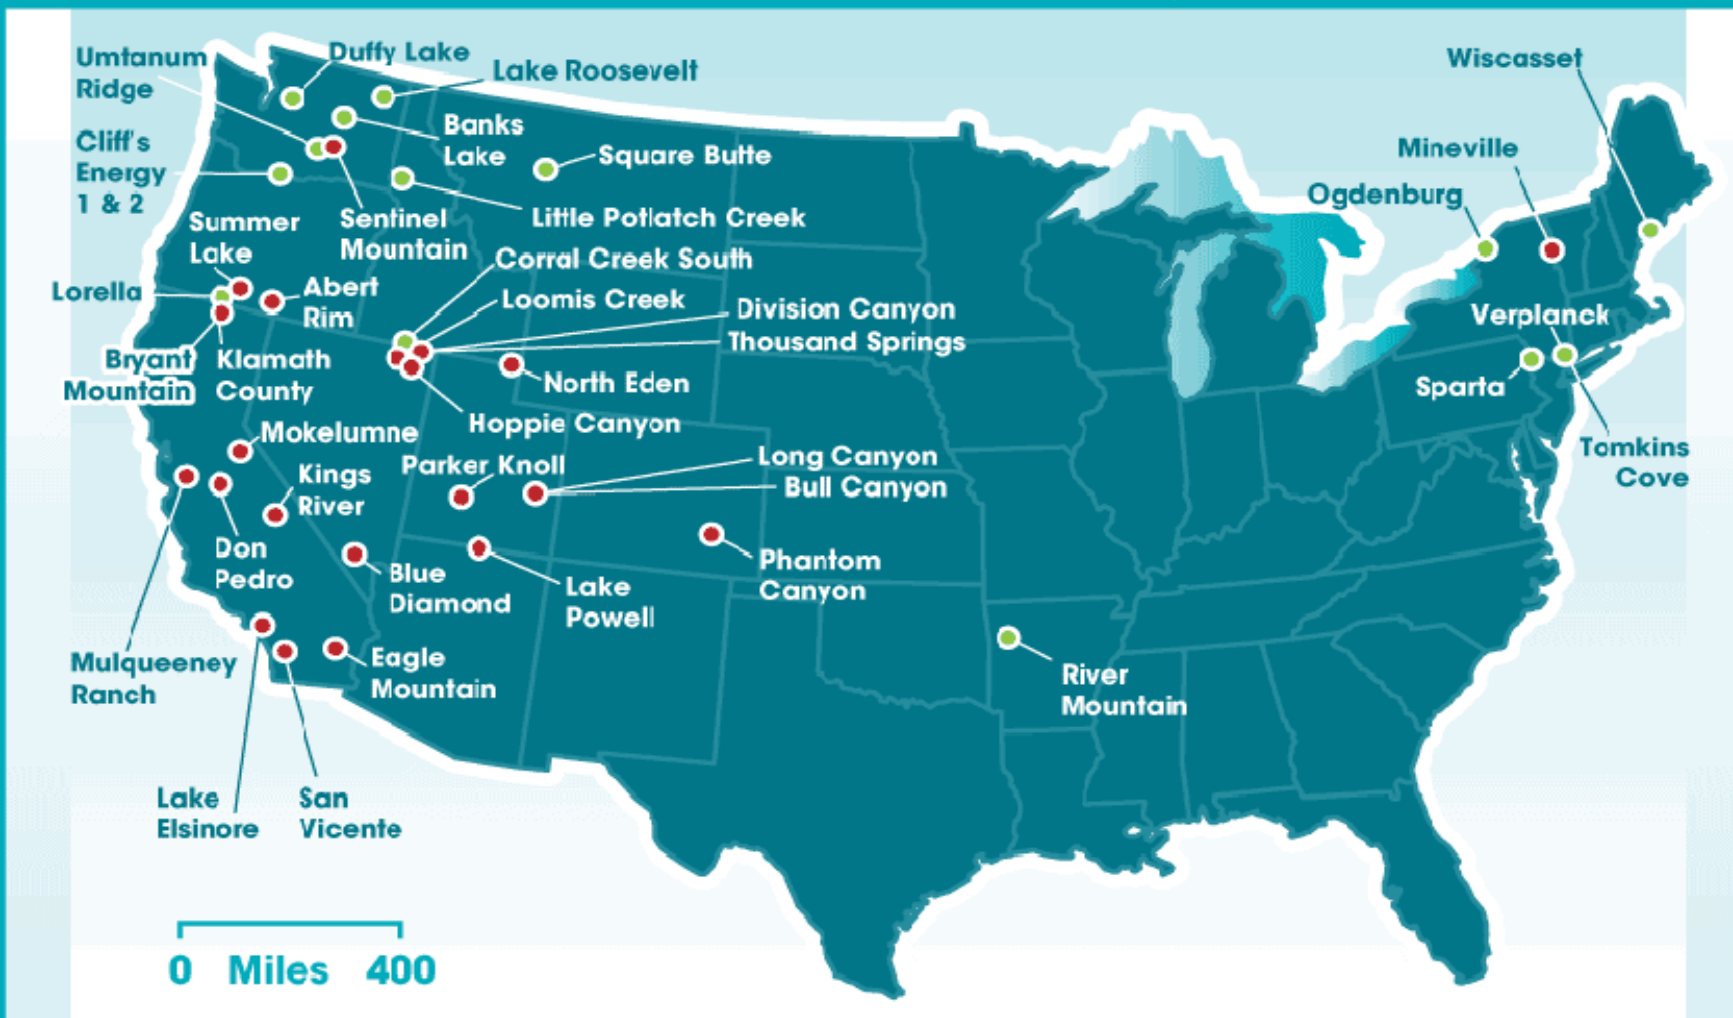 Umtanum
Ridge
Duffy Lake
Lake Roosevelt
Wiscasset
Banks
Lake
Cliff's
Energy
1 & 2
Square Butte
Mineville
Ogdenburg
Summer
Lake
Sentinel
Mountain
Little Potlatch Creek
Corral Creek South
Lorella
Abert
Rim
Loomis Creek
Division Canyon
Thousand Springs
Verplanck
Bryant
Mountain
Klamath
County
North Eden
Sparta
Hoppie Canyon
Mokelumne
Parker Knoll
Long Canyon
Bull Canyon
Tomkins
Cove
Kings
River
Don
Pedro
Blue
Diamond
Lake
Powell
Phantom
Canyon
Mulqueeney
Ranch
Eagle
Mountain
River
Mountain
Lake
Elsinore
San
Vicente
0 Miles 400